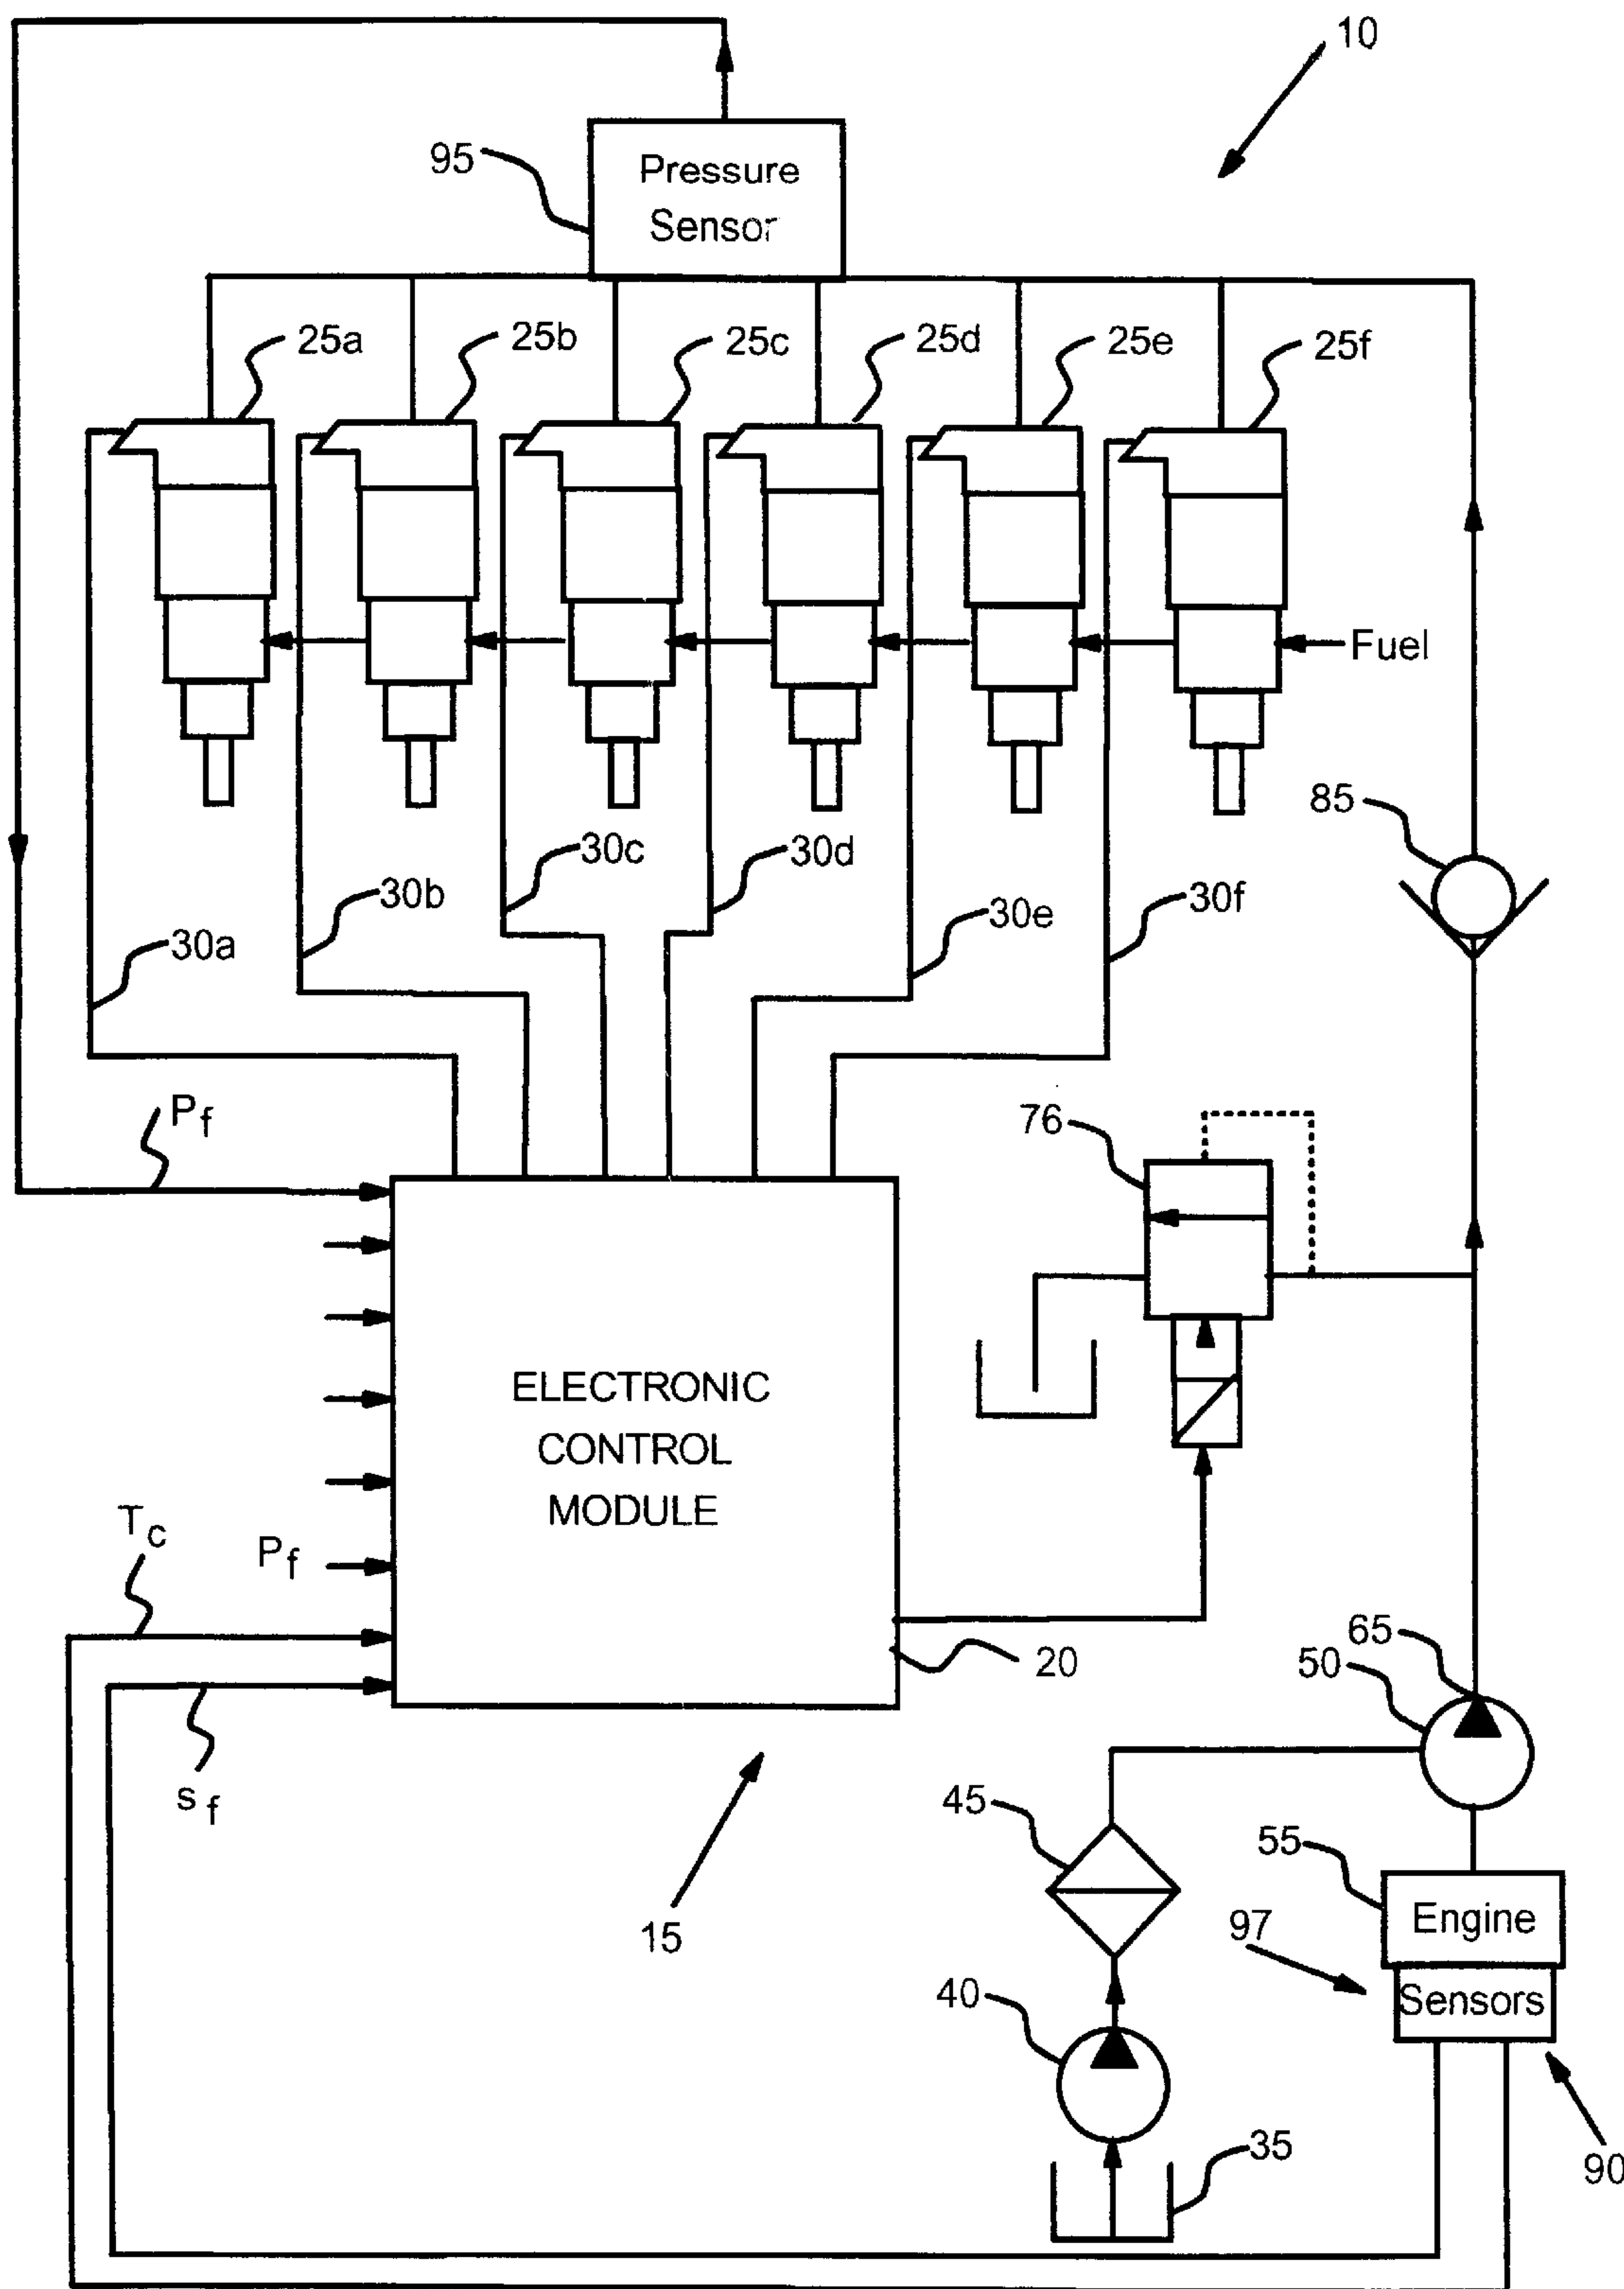 10
95
Pressure
Sensor
25a
25b
25c
25d
25e
25f
Fuel
85
30c
30d
30b
30e
30f
30a
Pf
76
ELECTRONIC
CONTROL
MODULE
Tc
Pf
20
65
50
sf
45
55
Engine
15
97
Sensors
40
35
90